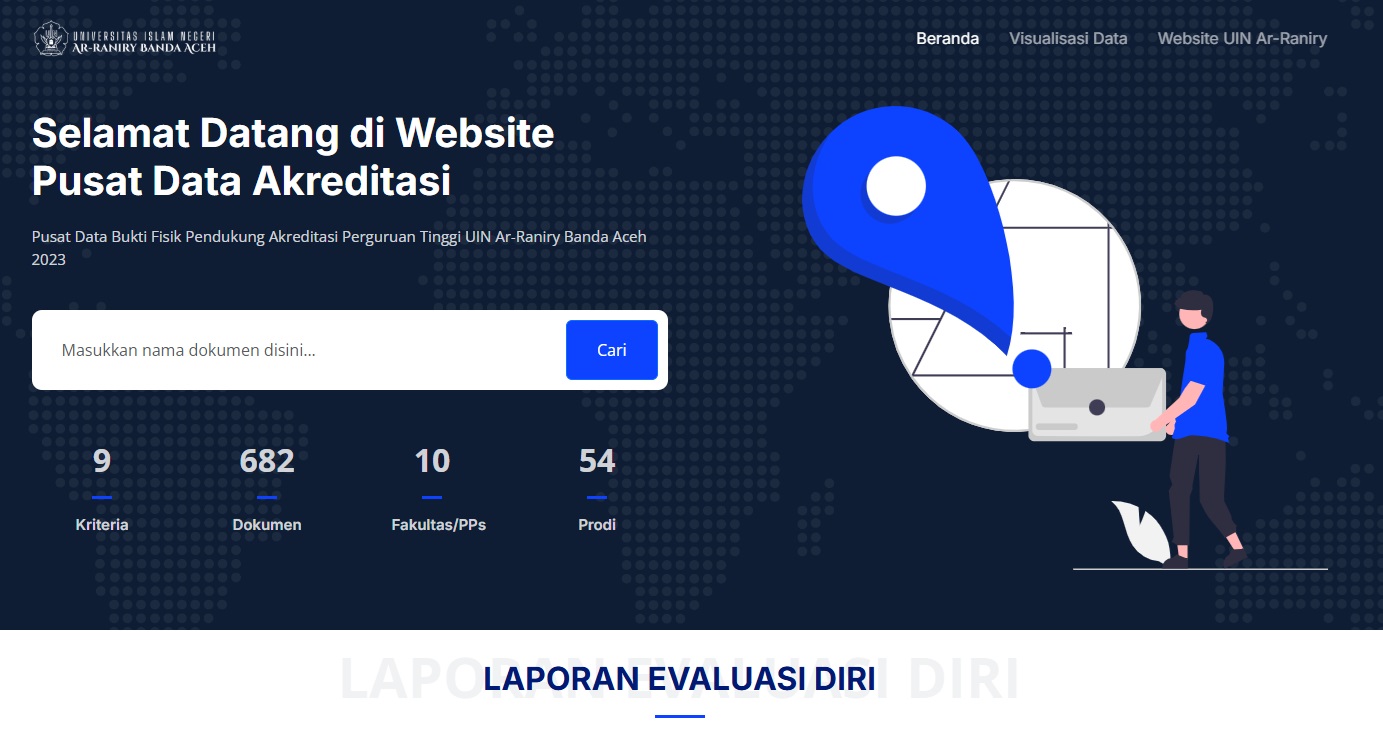 UNIVERSITAS ISLAM NEGERI
AR-RANIRY BANDA ACEH
Beranda
Visualisasi Data
Website UIN Ar-Raniry
Selamat Datang di Website
Pusat Data Akreditasi
Pusat Data Bukti Fisik Pendukung Akreditasi Perguruan Tinggi UIN Ar-Raniry Banda Aceh
2023
Masukkan nama dokumen disini...
Cari
9
682
10
54
Kriteria
Dokumen
Fakultas/PPs
Prodi
LAPORAN EVALUASI DIRI
LAPORAN EVALUASI DIRI